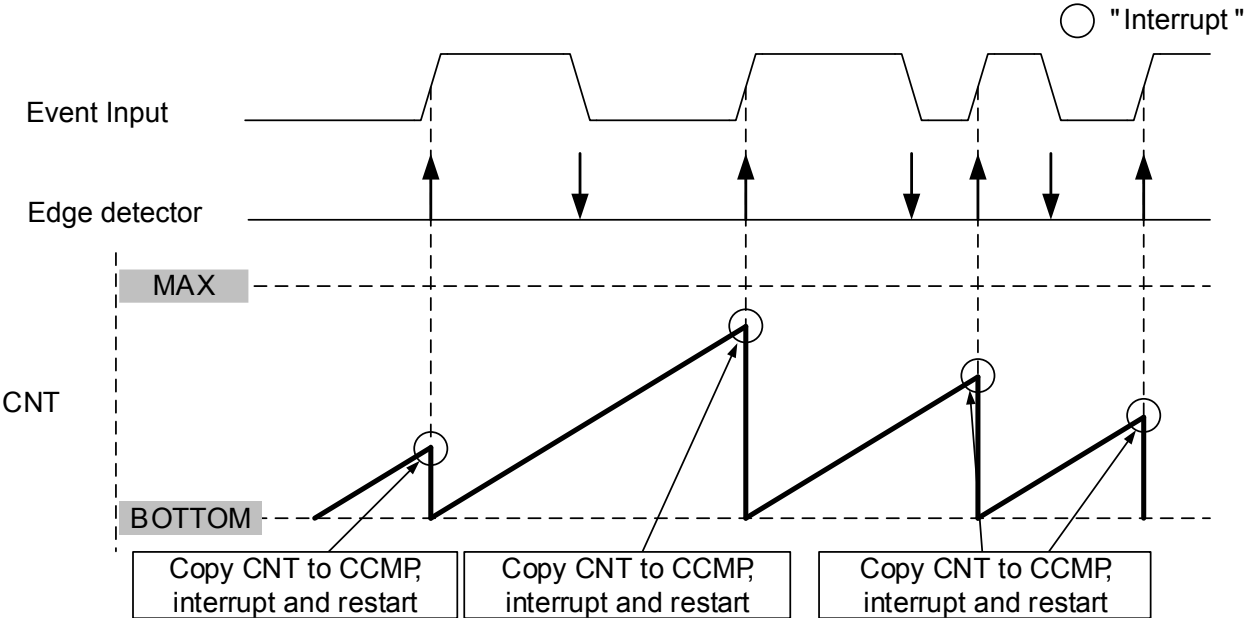 "Interrupt "
Event Input
Edge detector
MAX
CNT
BOTTOM
Copy CNT to CCMP,
interrupt and restart
Copy CNT to CCMP,
interrupt and restart
Copy CNT to CCMP,
interrupt and restart